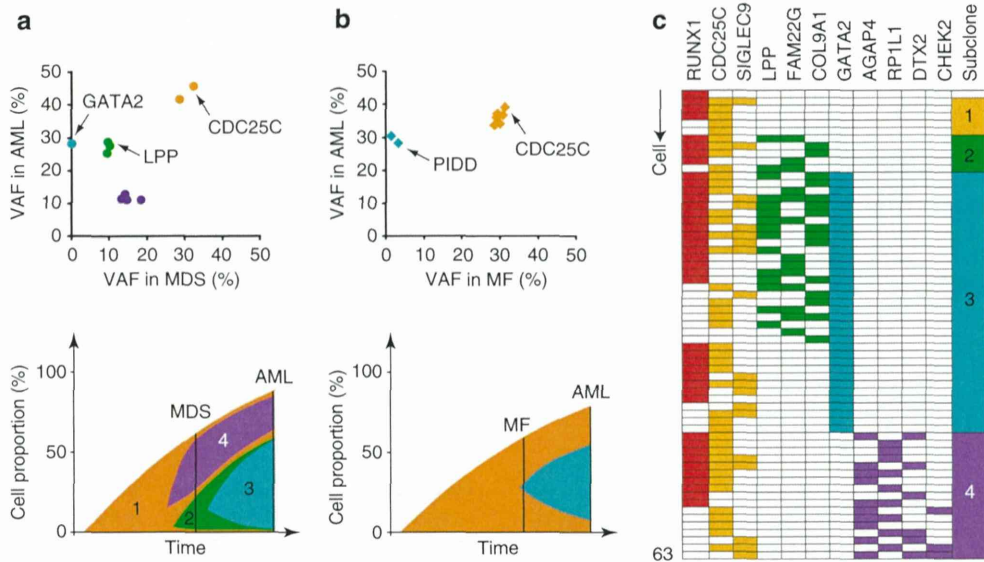 a
VAF in AML (%)
50
40
30
20
10
0
GATA2
CDC25C
LPP
0 10 20 30 40 50
VAF in MDS (%)
b
VAF in AML (%)
50
40
30
20
10
0
PIDD
CDC25C
0 10 20 30 40 50
VAF in MF (%)
Cell proportion (%)
100
50
0
MDS
AML
1
2
3
4
Time
Cell proportion (%)
100
50
0
MF
AML
Time
c
RUNX1
CDC25C
SIGLEC9
LPP
FAM22G
COL9A1
GATA2
AGAP4
RP1L1
DTX2
CHEK2
Subclone
Cell
63
1
2
3
4